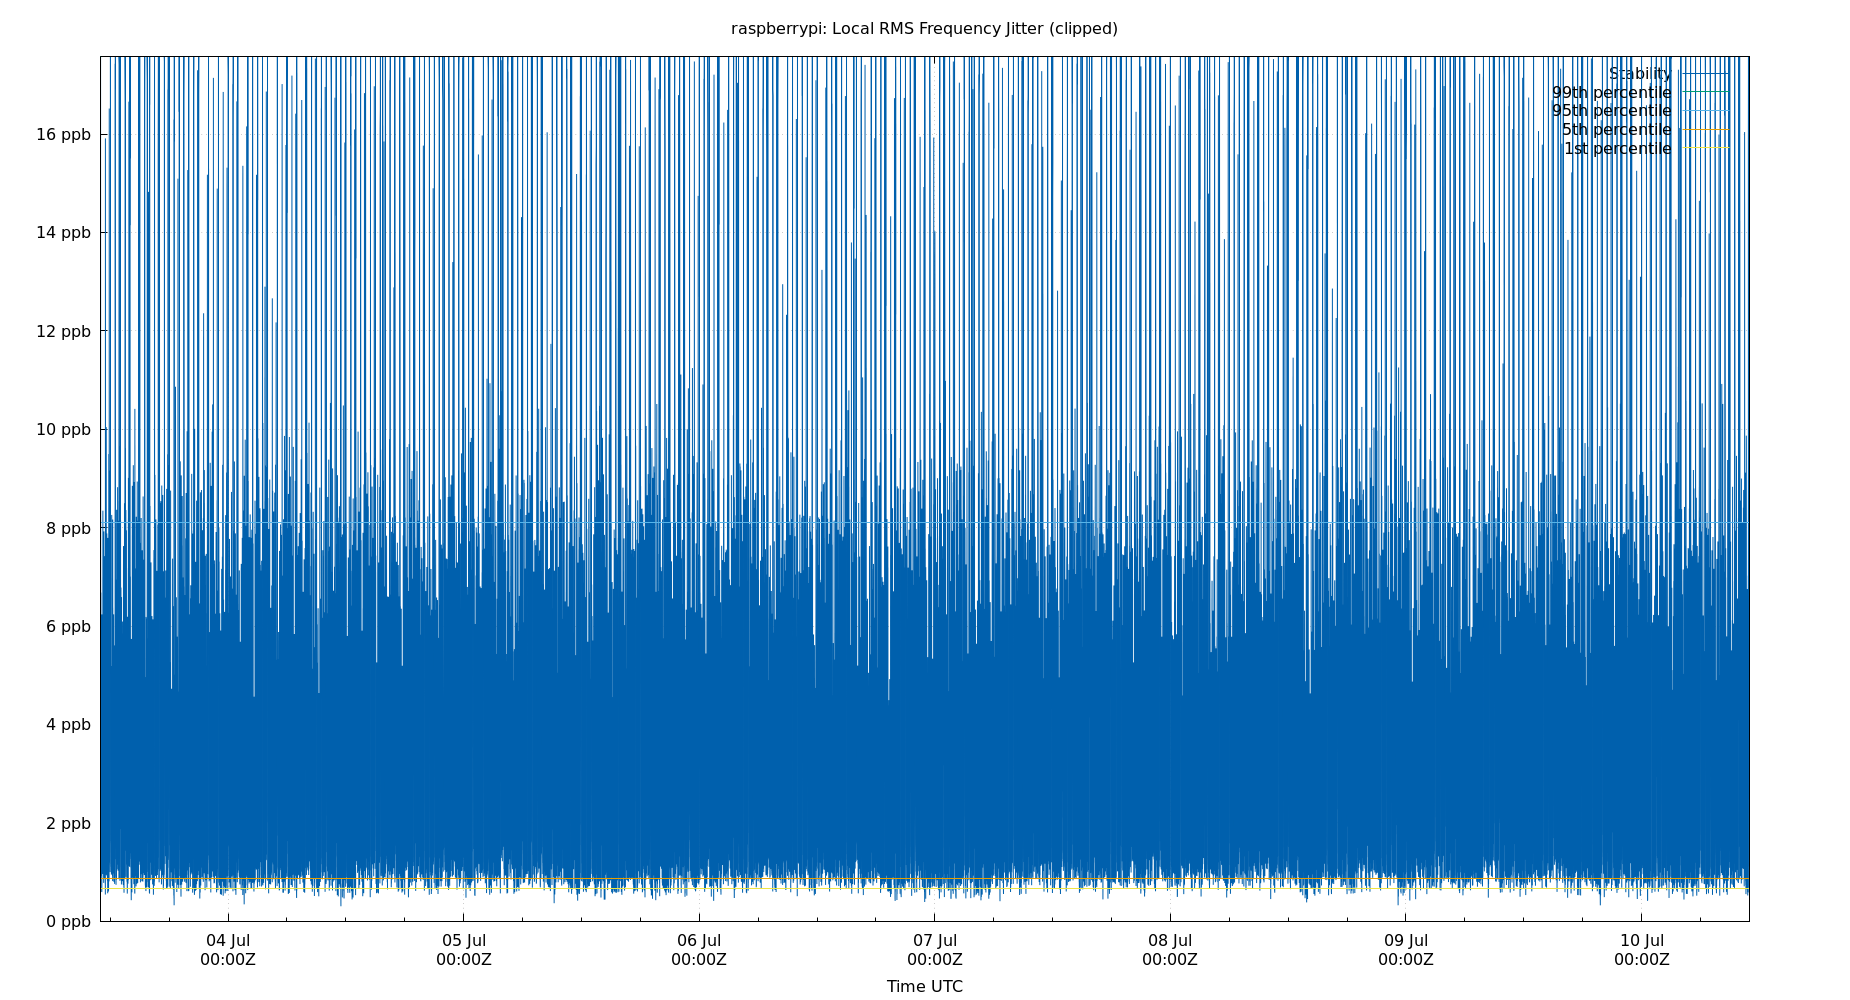 raspberrypi: Local RMS Frequency Jitter (clipped)
Stability
99th percentile
95th percentile
5th percentile
1st percentile
16 ppb
14 ppb
12 ppb
10 ppb
8 ppb
6 ppb
4 ppb
2 ppb
0 ppb
04 Jul 05 Jul 06 Jul 07 Jul 08 Jul 09 Jul 10 Jul
00:00Z 00:00Z 00:00Z 00:00Z 00:00Z 00:00Z 00:00Z
Time UTC